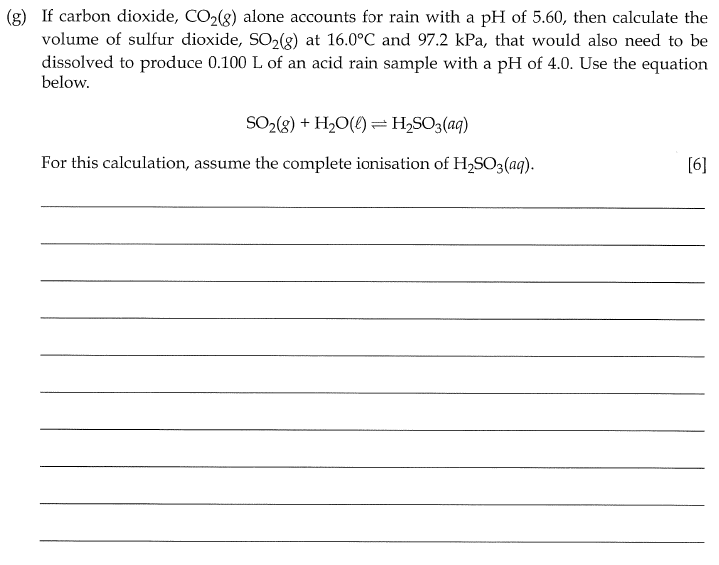 (g) If carbon dioxide, CO₂(g) alone accounts for rain with a pH of 5.60, then calculate the
volume of sulfur dioxide, SO₂(g) at 16.0°C and 97.2 kPa, that would also need to be
dissolved to produce 0.100 L of an acid rain sample with a pH of 4.0. Use the equation
below.
SO₂(g) + H₂O(ℓ) ⇌ H₂SO₃(aq)
For this calculation, assume the complete ionisation of H₂SO₃(aq). [6]